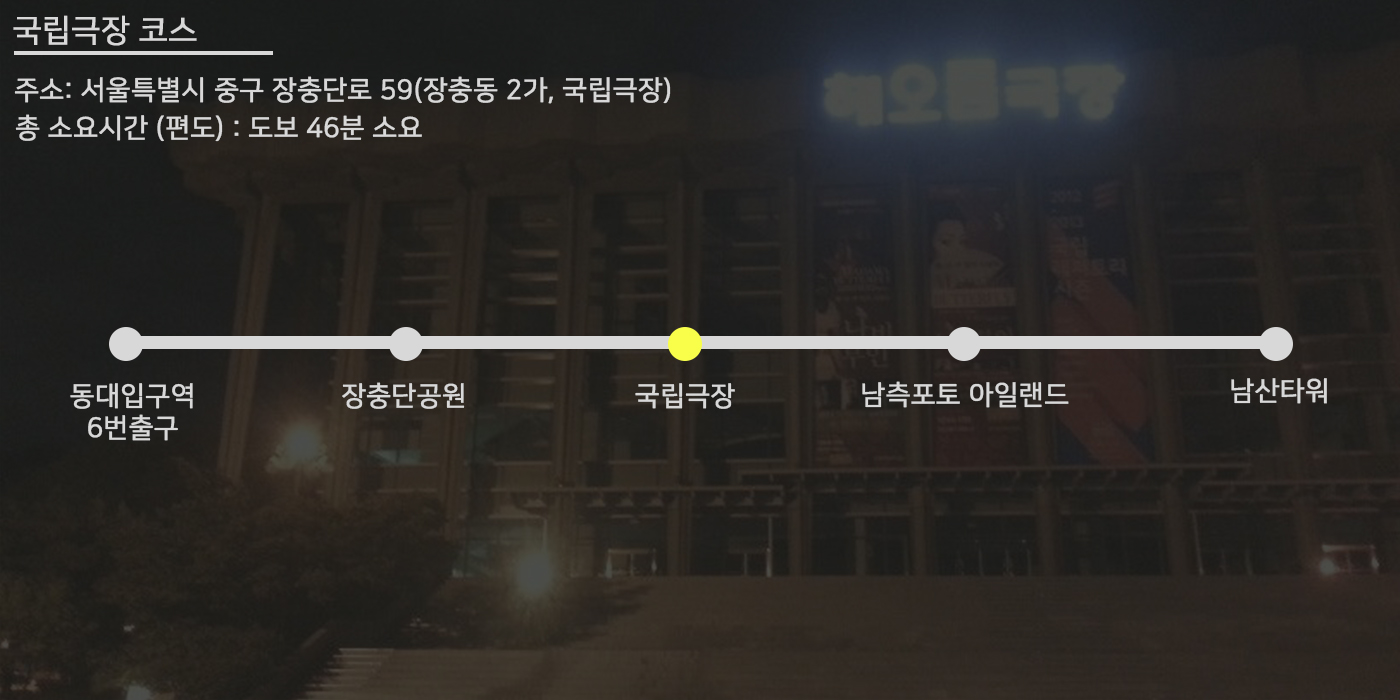 국립극장 코스
주소: 서울특별시 중구 장충단로 59(장충동 2가, 국립극장)
총 소요시간 (편도) : 도보 46분 소요
해오름극장
동대입구역
6번출구
장충단공원
국립극장
남측포토 아일랜드
남산타워